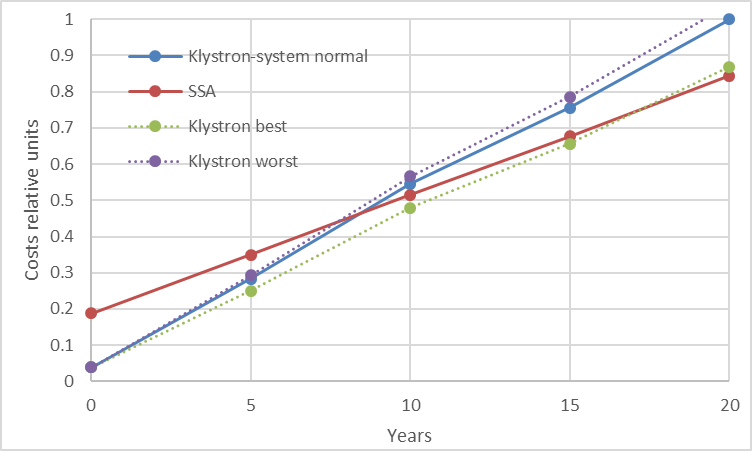 1
0.9
0.8
0.7
0.6
0.5
0.4
0.3
0.2
0.1
0
Costs relative units
Klystron-system normal
SSA
Klystron best
Klystron worst
0 5 10 15 20
Years